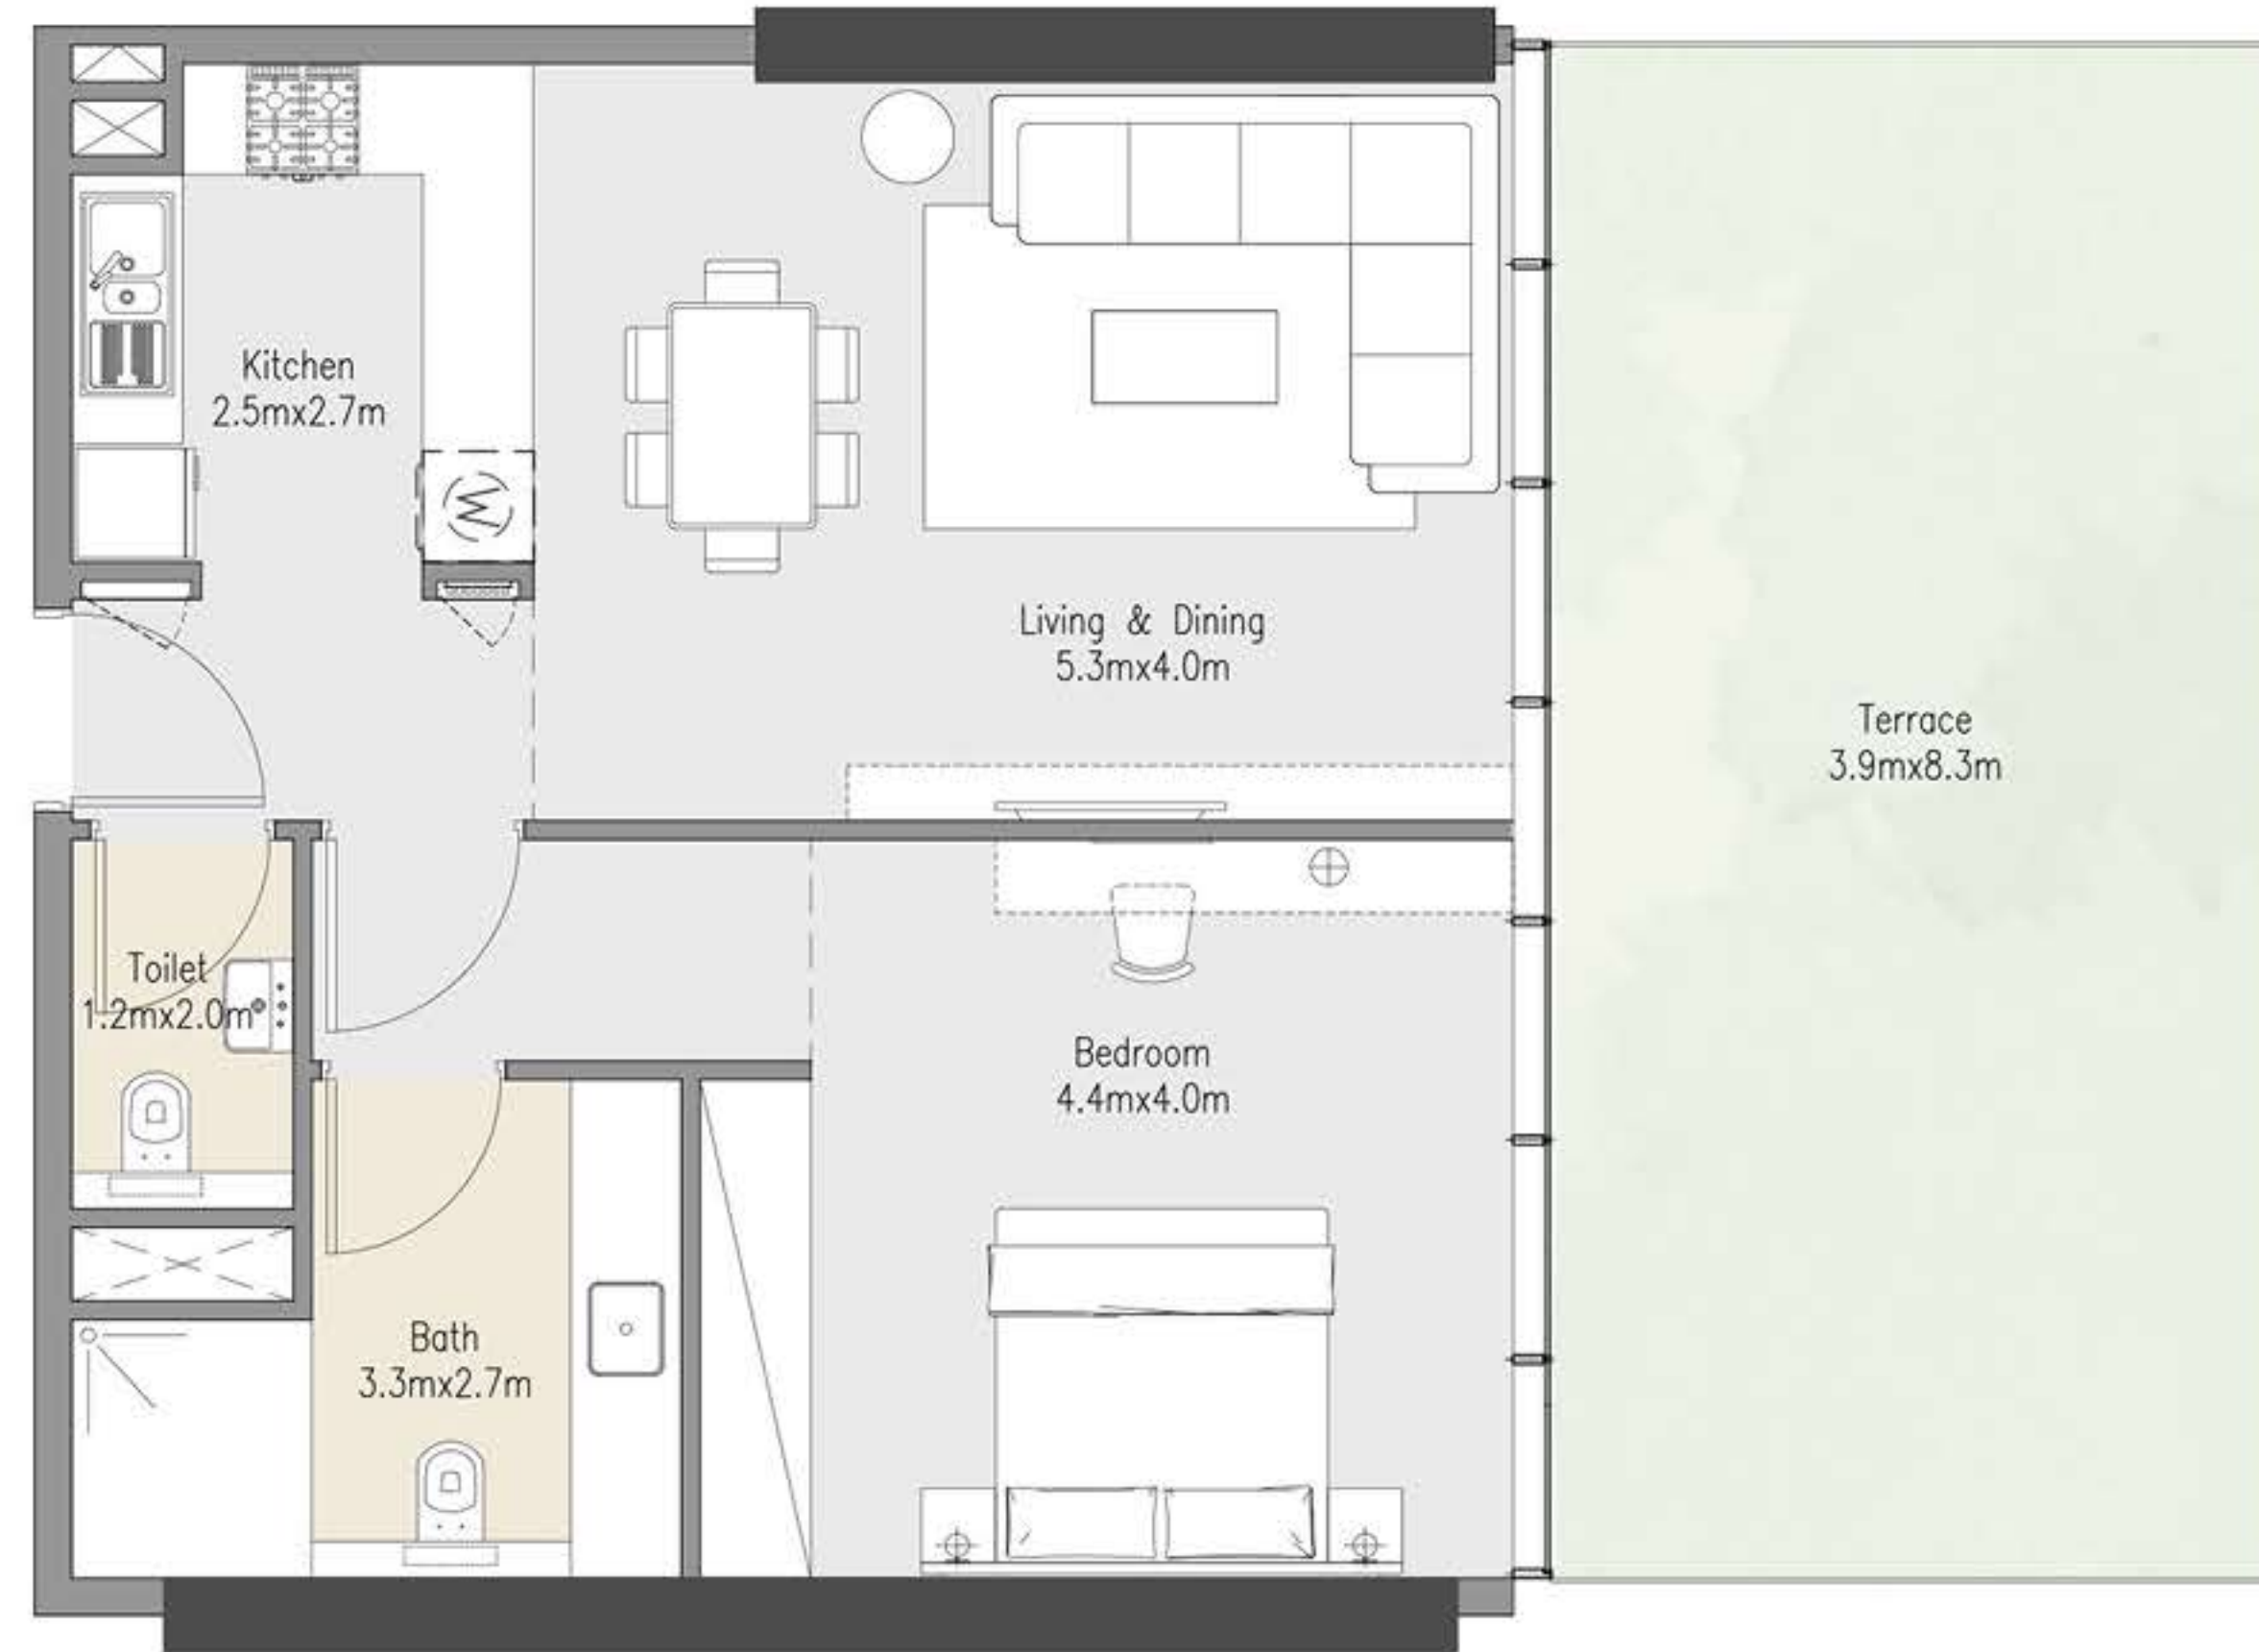 Kitchen
2.5mx2.7m
W
Living & Dining
5.3mx4.0m
Terrace
3.9mx8.3m
Toilet
1.2mx2.0m
Bedroom
4.4mx4.0m
Bath
3.3mx2.7m